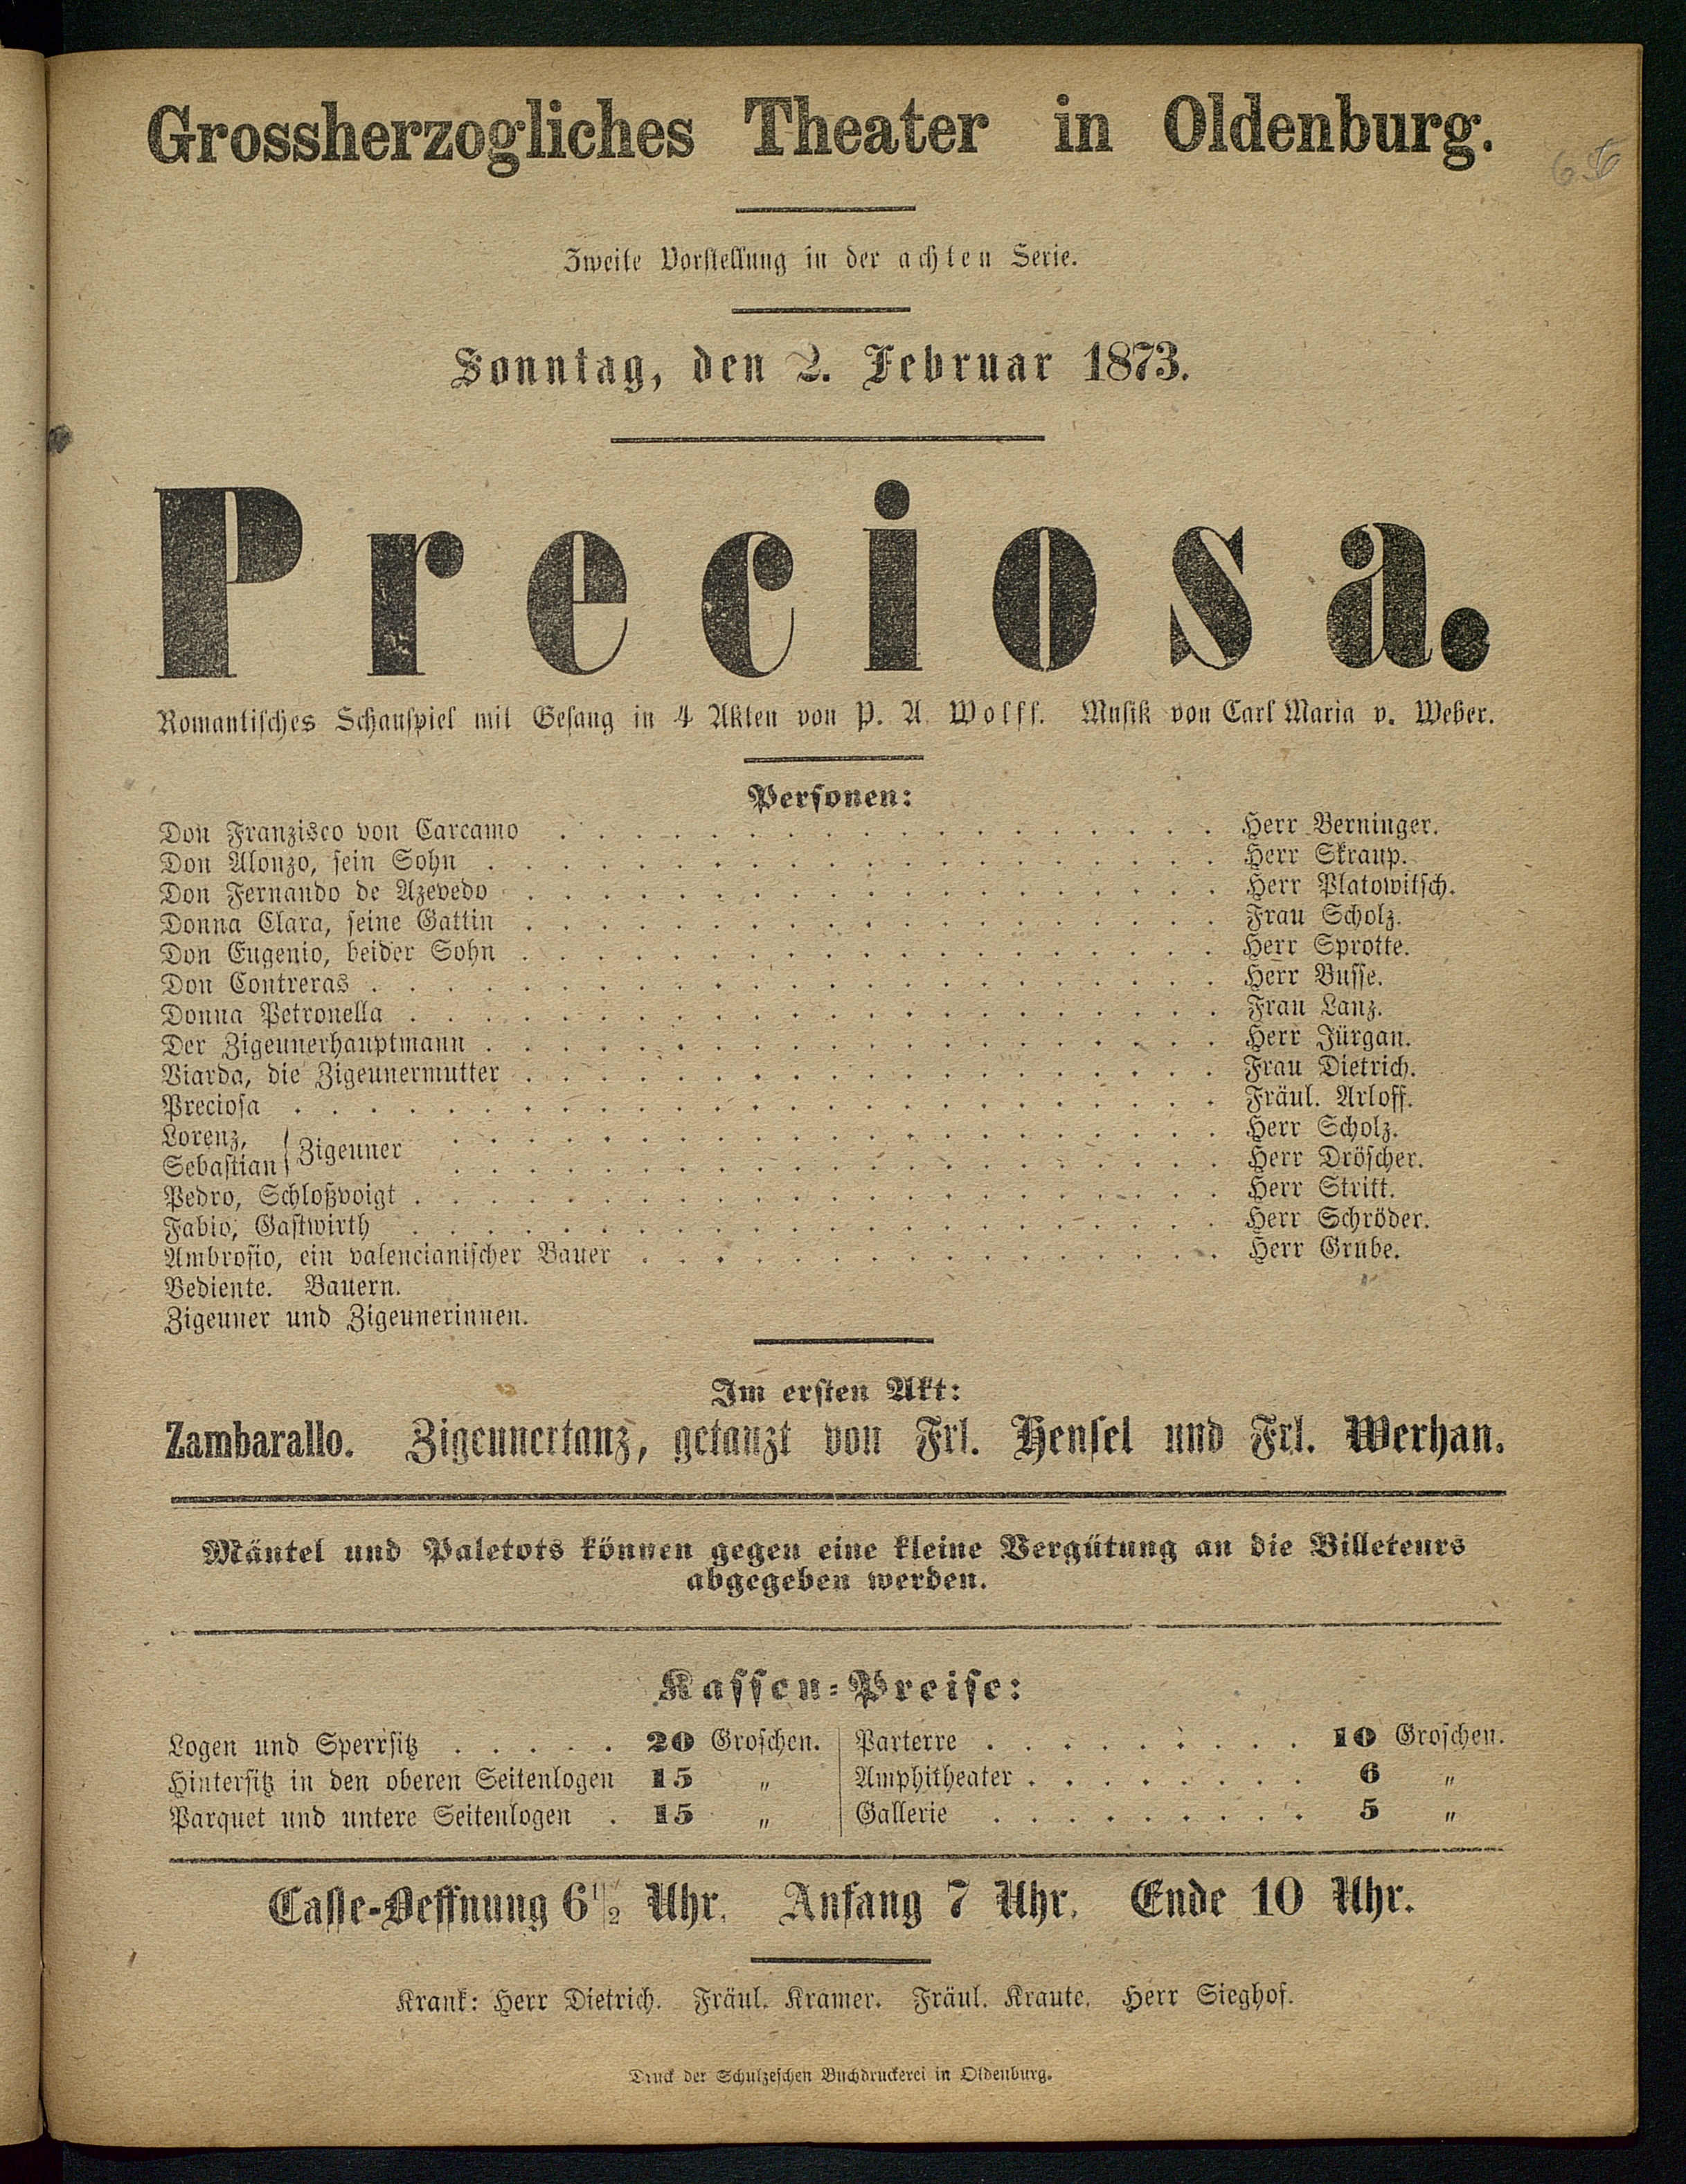 Grossherzogliches Theater in Oldenburg.
Zweite Vorstellung in der achten Serie.
Sonntag, den 2. Februar 1873.
Preciosa.
Romantisches Schauspiel mit Gesang in 4 Akten von P. A. Wolff. Musik von Carl Maria v. Weber.
Personen:
Don Franzisco von Carcamo . . . . . Herr Berninger.
Don Alonzo, sein Sohn . . . . . Herr Skraup.
Don Fernando de Azevedo . . . . . Herr Platowitsch.
Donna Clara, seine Gattin . . . . . Frau Scholz.
Don Eugenio, beider Sohn . . . . . Herr Sprotte.
Don Contreras . . . . . Herr Busse.
Donna Petronella . . . . . Frau Lanz.
Der Zigeunerhauptmann . . . . . Herr Jürgan.
Viarda, die Zigeunermutter . . . . . Frau Dietrich.
Preciosa . . . . . Fräul. Arloff.
Lorenz, } Zigeuner . . . . . Herr Scholz.
Sebastian } . . . . . Herr Dröscher.
Pedro, Schloßvoigt . . . . . Herr Stritt.
Fabio, Gastwirth . . . . . Herr Schröder.
Ambrosio, ein valencianischer Bauer . . . . . Herr Grube.
Bediente. Bauern.
Zigeuner und Zigeunerinnen.
Im ersten Akt:
Zambarallo. Zigeunertanz, getanzt von Frl. Hensel und Frl. Werhan.
Mäntel und Paletots können gegen eine kleine Vergütung an die Billeteurs
abgegeben werden.
Kassen-Preise:
Logen und Sperrsitz . . . . . 20 Groschen. Parterre . . . . . 10 Groschen.
Hintersitz in den oberen Seitenlogen 15 „ Amphitheater . . . . . 6 „
Parquet und untere Seitenlogen . 15 „ Gallerie . . . . . 5 „
Casse-Oeffnung 6 1/2 Uhr. Anfang 7 Uhr. Ende 10 Uhr.
Krank: Herr Dietrich. Fräul. Kramer. Fräul. Kraute. Herr Sieghof.
Druck der Schulzeschen Buchdruckerei in Oldenburg.